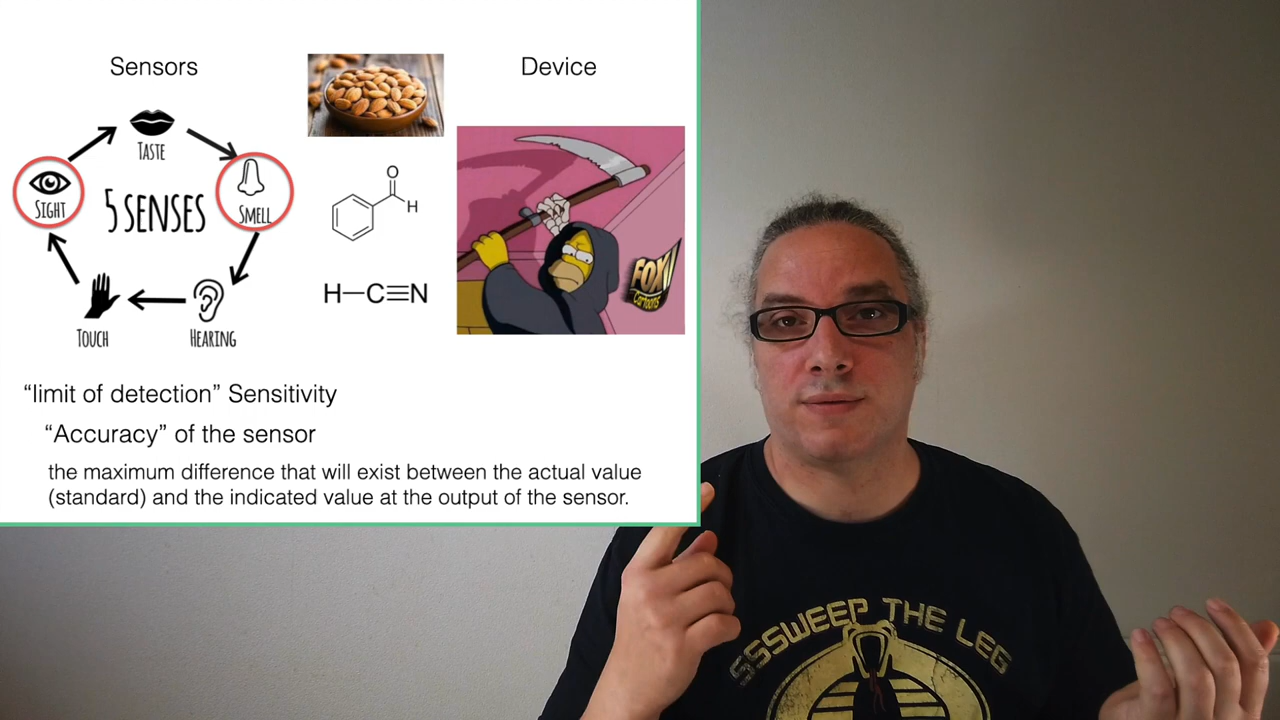 Sensors
Device
TASTE
SIGHT
5 SENSES
SMELL
TOUCH
HEARING
O
H
H–C≡N
FOX
Cartoons
“limit of detection” Sensitivity
“Accuracy” of the sensor
the maximum difference that will exist between the actual value
(standard) and the indicated value at the output of the sensor.
SSSWEEP THE LEG